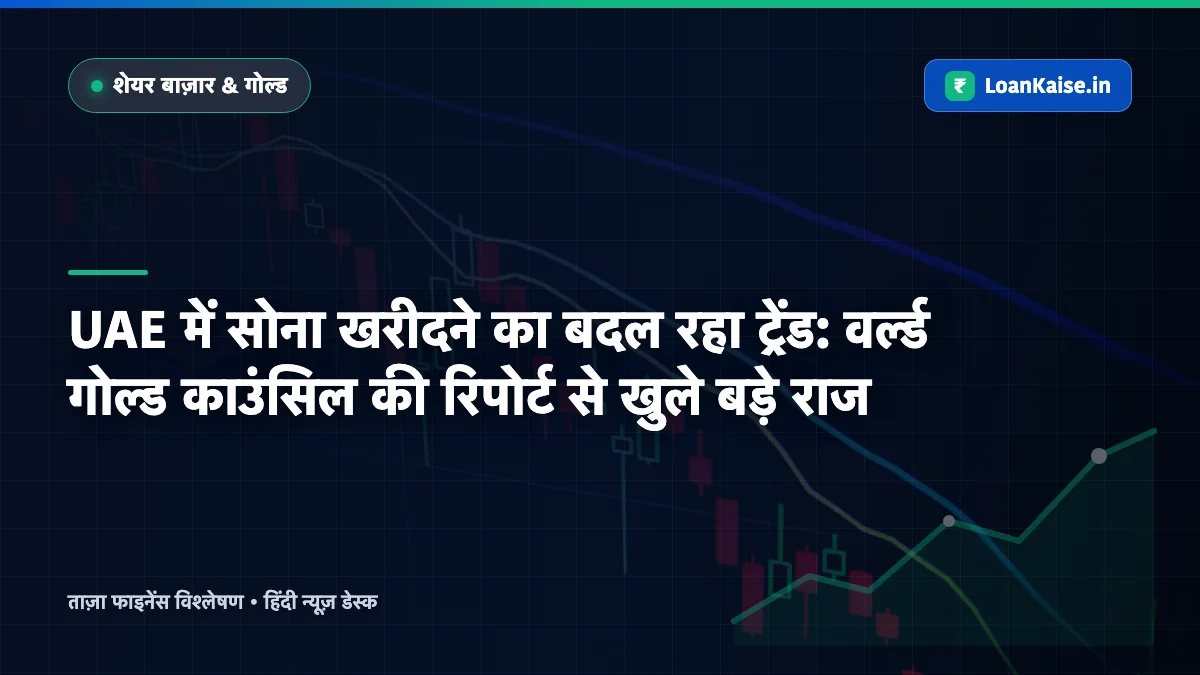 शेयर बाज़ार & गोल्ड
₹ LoanKaise.in
UAE में सोना खरीदने का बदल रहा ट्रेंड: वर्ल्ड
गोल्ड काउंसिल की रिपोर्ट से खुले बड़े राज
ताज़ा फाइनेंस विश्लेषण • हिंदी न्यूज़ डेस्क